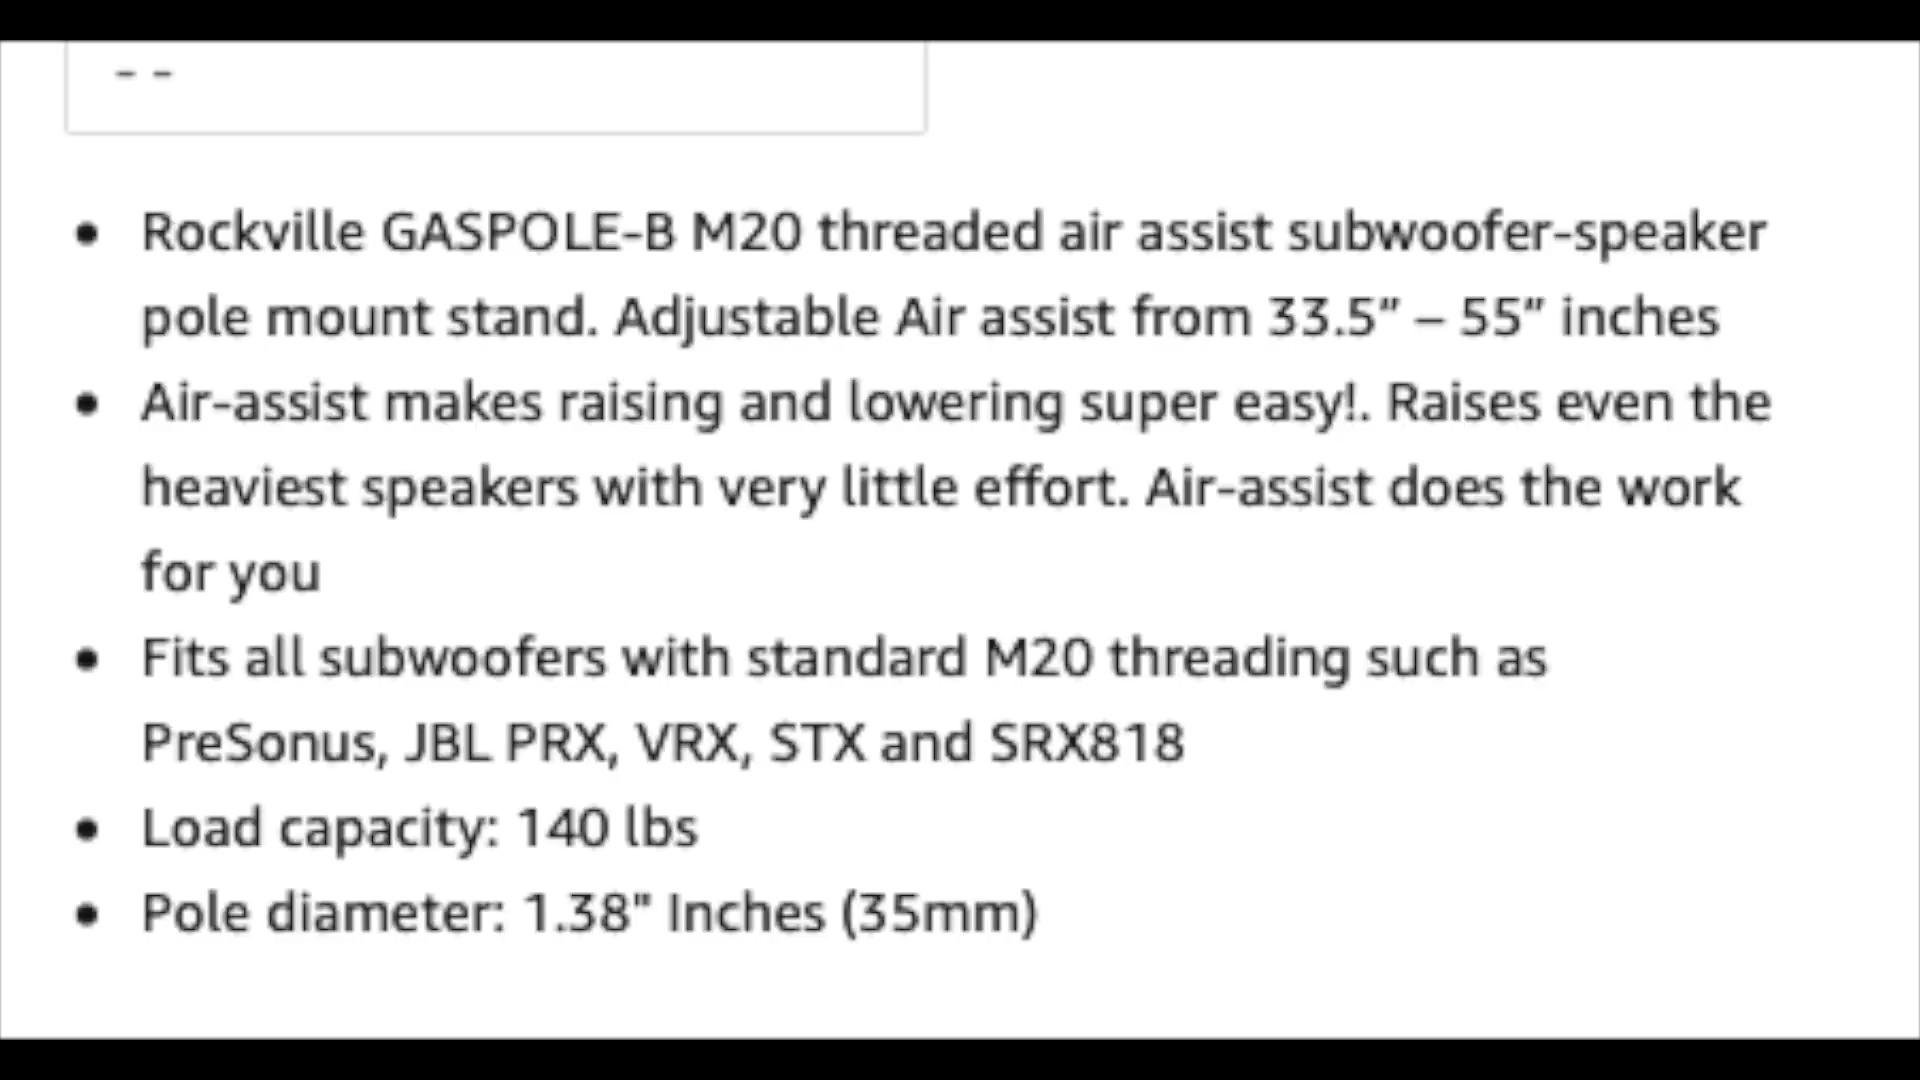 - -
Rockville GASPOLE-B M20 threaded air assist subwoofer-speaker
pole mount stand. Adjustable Air assist from 33.5” – 55” inches
Air-assist makes raising and lowering super easy!. Raises even the
heaviest speakers with very little effort. Air-assist does the work
for you
Fits all subwoofers with standard M20 threading such as
PreSonus, JBL PRX, VRX, STX and SRX818
Load capacity: 140 lbs
Pole diameter: 1.38" Inches (35mm)